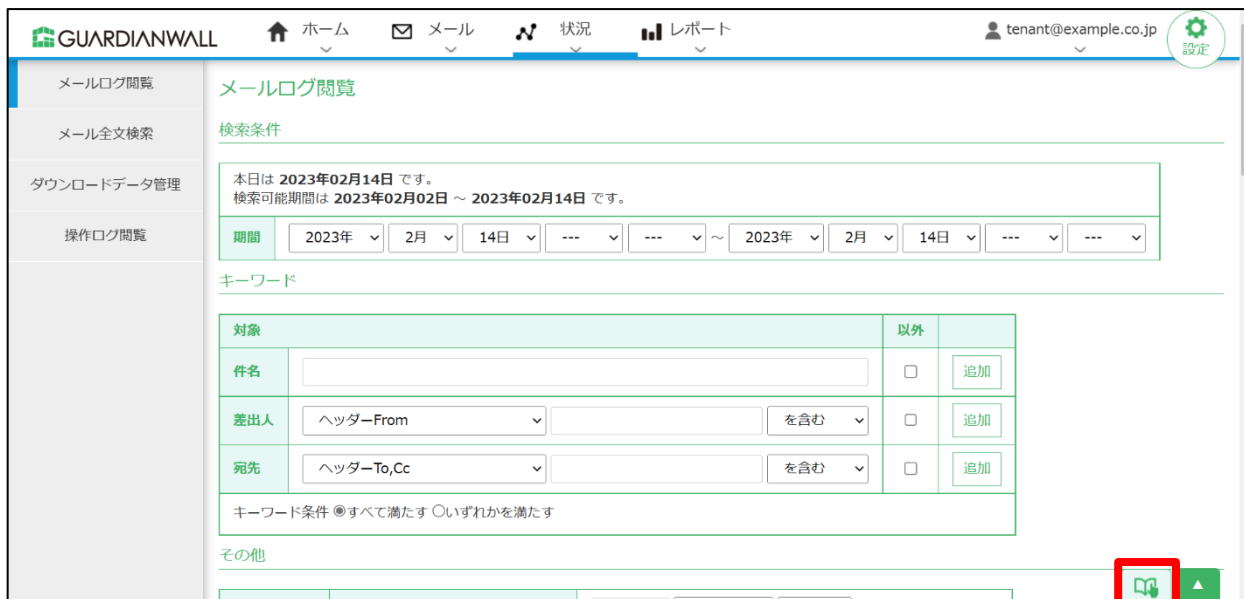 GUARDIANWALL ホーム メール 状況 レポート tenant@example.co.jp 設定
メールログ閲覧
メール全文検索
ダウンロードデータ管理
操作ログ閲覧
メールログ閲覧
検索条件
本日は 2023年02月14日 です。
検索可能期間は 2023年02月02日 ～ 2023年02月14日 です。
期間 2023年 2月 14日 --- --- ～ 2023年 2月 14日 --- ---
キーワード
対象 以外
件名 追加
差出人 ヘッダーFrom を含む 追加
宛先 ヘッダーTo,Cc を含む 追加
キーワード条件 すべて満たす いずれかを満たす
その他